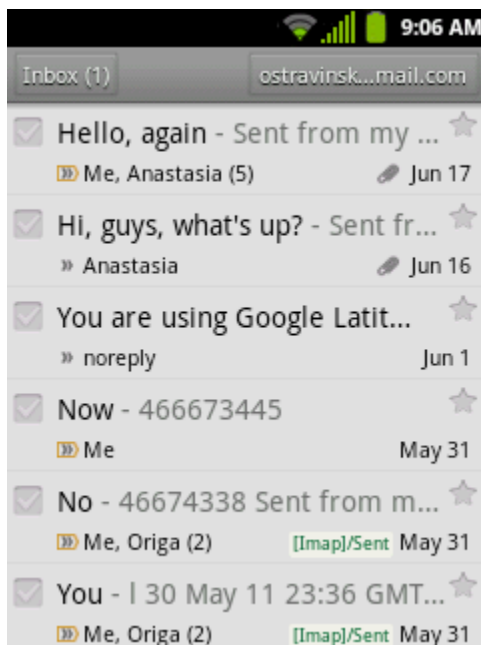 9:06 AM
Inbox (1) ostravinsk...mail.com
Hello, again - Sent from my ...
Me, Anastasia (5) Jun 17
Hi, guys, what's up? - Sent fr...
» Anastasia Jun 16
You are using Google Latit...
» noreply Jun 1
Now - 466673445
Me May 31
No - 46674338 Sent from m...
Me, Origa (2) [Imap]/Sent May 31
You - l 30 May 11 23:36 GMT...
Me, Origa (2) [Imap]/Sent May 31